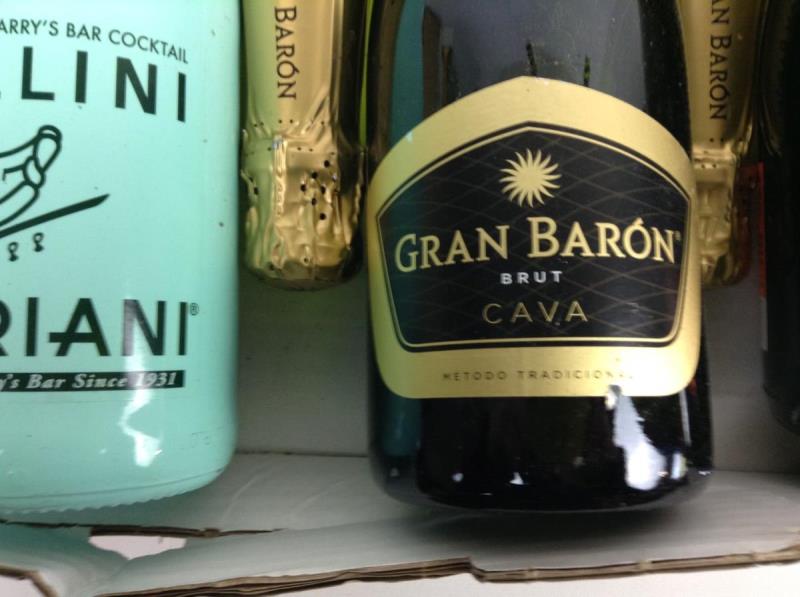 ARRY'S BAR COCKTAIL
LLINI
RIANI®
y's Bar Since 1931
BARÓN
GRAN BARÓN®
BRUT
CAVA
METODO TRADICIONAL
AN BARÓN